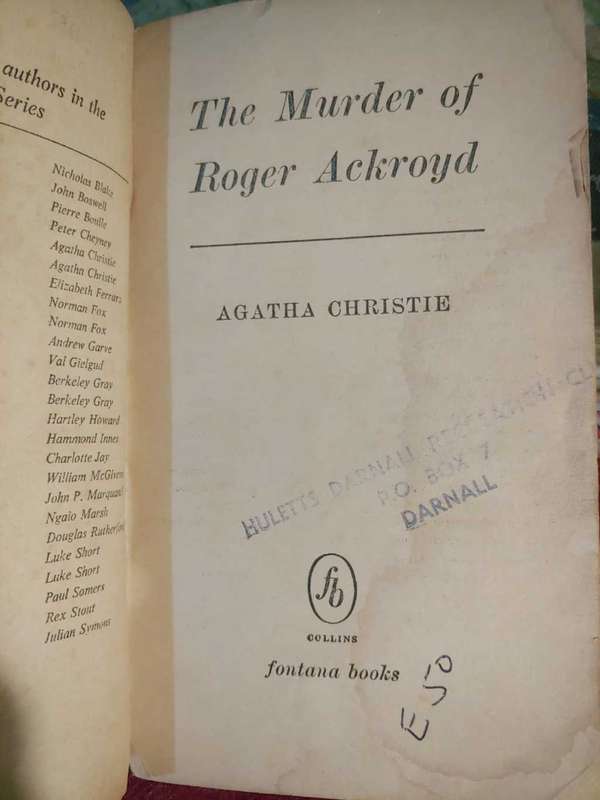 authors in the
Series
Nicholas Blake
John Boswell
Pierre Boulle
Peter Cheyney
Agatha Christie
Agatha Christie
Elizabeth Ferrars
Norman Fox
Norman Fox
Andrew Garve
Val Gielgud
Berkeley Gray
Berkeley Gray
Hartley Howard
Hammond Innes
Charlotte Jay
William McGivern
John P. Marquand
Ngaio Marsh
Douglas Rutherford
Luke Short
Luke Short
Paul Somers
Rex Stout
Julian Symons
The Murder of
Roger Ackroyd
AGATHA CHRISTIE
HULETTS DARNALL RECREATION CLU
P.O. BOX 7
DARNALL
fb
COLLINS
fontana books